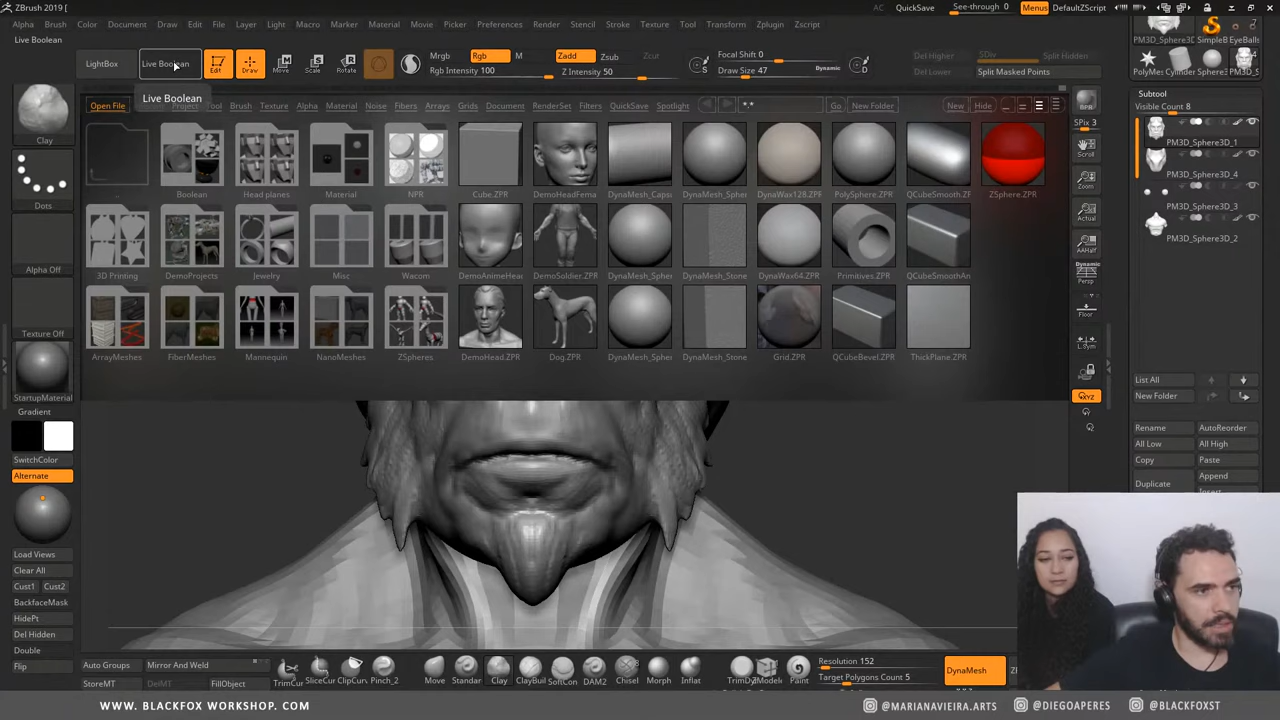 ZBrush 2019 [
AC QuickSave See-through 0 Menus DefaultZScript
Alpha Brush Color Document Draw Edit File Layer Light Macro Marker Material Movie Picker Preferences Render Stencil Stroke Texture Tool Transform Zplugin Zscript
Live Boolean
LightBox Live Boolean Edit Draw Move Scale Rotate
Mrgb Rgb M
Rgb Intensity 100
Zadd Zsub Zcut
Z Intensity 50
Focal Shift 0
Draw Size 47 Dynamic
S D
Del Higher SDiv Split Hidden
Del Lower Split Masked Points
PM3D_Sphere3D SimpleB EyeBalls
PolyMes Cylinder Sphere3 PM3D_S
Live Boolean
Open File Project Tool Brush Texture Alpha Material Noise Fibers Arrays Grids Document RenderSet Filters QuickSave Spotlight *.* Go New Folder New Hide
.. Boolean Head planes Material NPR Cube.ZPR DemoHeadFema DynaMesh_Capsu DynaMesh_Spher DynaWax128.ZPR PolySphere.ZPR QCubeSmooth.ZP ZSphere.ZPR
3D Printing DemoProjects Jewelry Misc Wacom DemoAnimeHea DemoSoldier.ZPR DynaMesh_Spher DynaMesh_Stone DynaWax64.ZPR Primitives.ZPR QCubeSmoothAn
ArrayMeshes FiberMeshes Mannequin NanoMeshes ZSpheres DemoHead.ZPR Dog.ZPR DynaMesh_Spher DynaMesh_Stone Grid.ZPR QCubeBevel.ZPR ThickPlane.ZPR
Clay
Dots
Alpha Off
Texture Off
StartupMaterial
Gradient
SwitchColor
Alternate
Load Views
Clear All
Cust1 Cust2
BackfaceMask
HidePt
Del Hidden
Double
Flip
BPR
SPix 3
Scroll
Zoom
Actual
AAHalf
Dynamic
Persp
Floor
L.Sym
XYZ
Subtool
Visible Count 8
PM3D_Sphere3D_1
PM3D_Sphere3D_4
PM3D_Sphere3D_3
PM3D_Sphere3D_2
List All
New Folder
Rename AutoReorder
All Low All High
Copy Paste
Duplicate Append
Insert
Auto Groups Mirror And Weld
StoreMT DelMT FillObject
TrimCur SliceCur ClipCurv Pinch_2 Move Standar Clay ClayBuil SoftCon DAM2 Chisel Morph Inflat TrimDy ZModele Paint
Resolution 152
Target Polygons Count 5
DynaMesh
WWW. BLACKFOX WORKSHOP. COM
@MARIANAVIEIRA.ARTS @DIEGOAPERES @BLACKFOXST